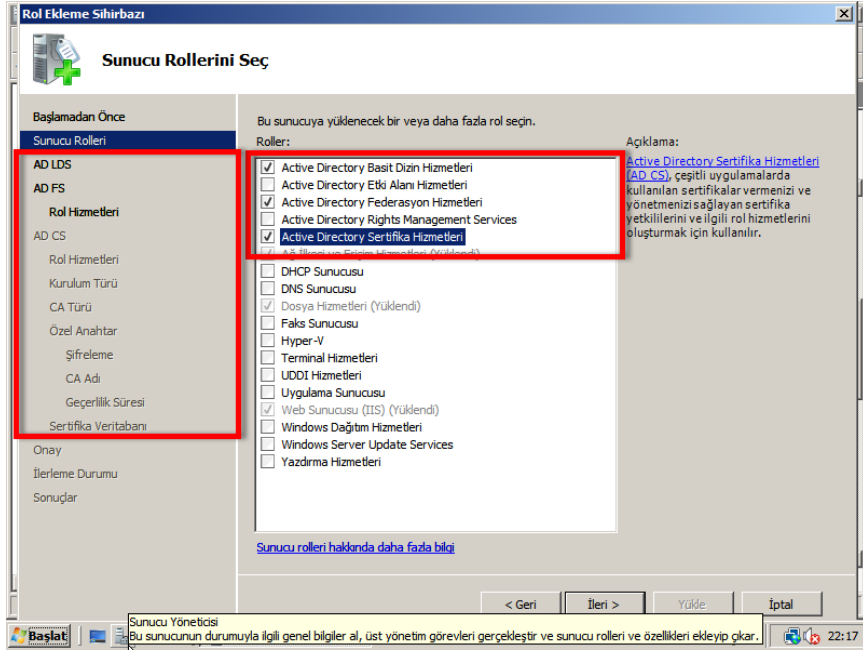 Rol Ekleme Sihirbazı
Sunucu Rollerini Seç
Başlamadan Önce
Sunucu Rolleri
AD LDS
AD FS
Rol Hizmetleri
AD CS
Rol Hizmetleri
Kurulum Türü
CA Türü
Özel Anahtar
Şifreleme
CA Adı
Geçerlilik Süresi
Sertifika Veritabanı
Onay
İlerleme Durumu
Sonuçlar
Bu sunucuya yüklenecek bir veya daha fazla rol seçin.
Roller:
Active Directory Basit Dizin Hizmetleri
Active Directory Etki Alanı Hizmetleri
Active Directory Federasyon Hizmetleri
Active Directory Rights Management Services
Active Directory Sertifika Hizmetleri
Ağ İlkesi ve Erişim Hizmetleri (Yüklendi)
DHCP Sunucusu
DNS Sunucusu
Dosya Hizmetleri (Yüklendi)
Faks Sunucusu
Hyper-V
Terminal Hizmetleri
UDDI Hizmetleri
Uygulama Sunucusu
Web Sunucusu (IIS) (Yüklendi)
Windows Dağıtım Hizmetleri
Windows Server Update Services
Yazdırma Hizmetleri
Sunucu rolleri hakkında daha fazla bilgi
Açıklama:
Active Directory Sertifika Hizmetleri
(AD CS), çeşitli uygulamalarda
kullanılan sertifikalar vermenizi ve
yönetmenizi sağlayan sertifika
yetkililerini ve ilgili rol hizmetlerini
oluşturmak için kullanılır.
< Geri
İleri >
Yükle
İptal
Sunucu Yöneticisi
Bu sunucunun durumuyla ilgili genel bilgiler al, üst yönetim görevleri gerçekleştir ve sunucu rolleri ve özellikleri ekleyip çıkar.
Başlat
22:17